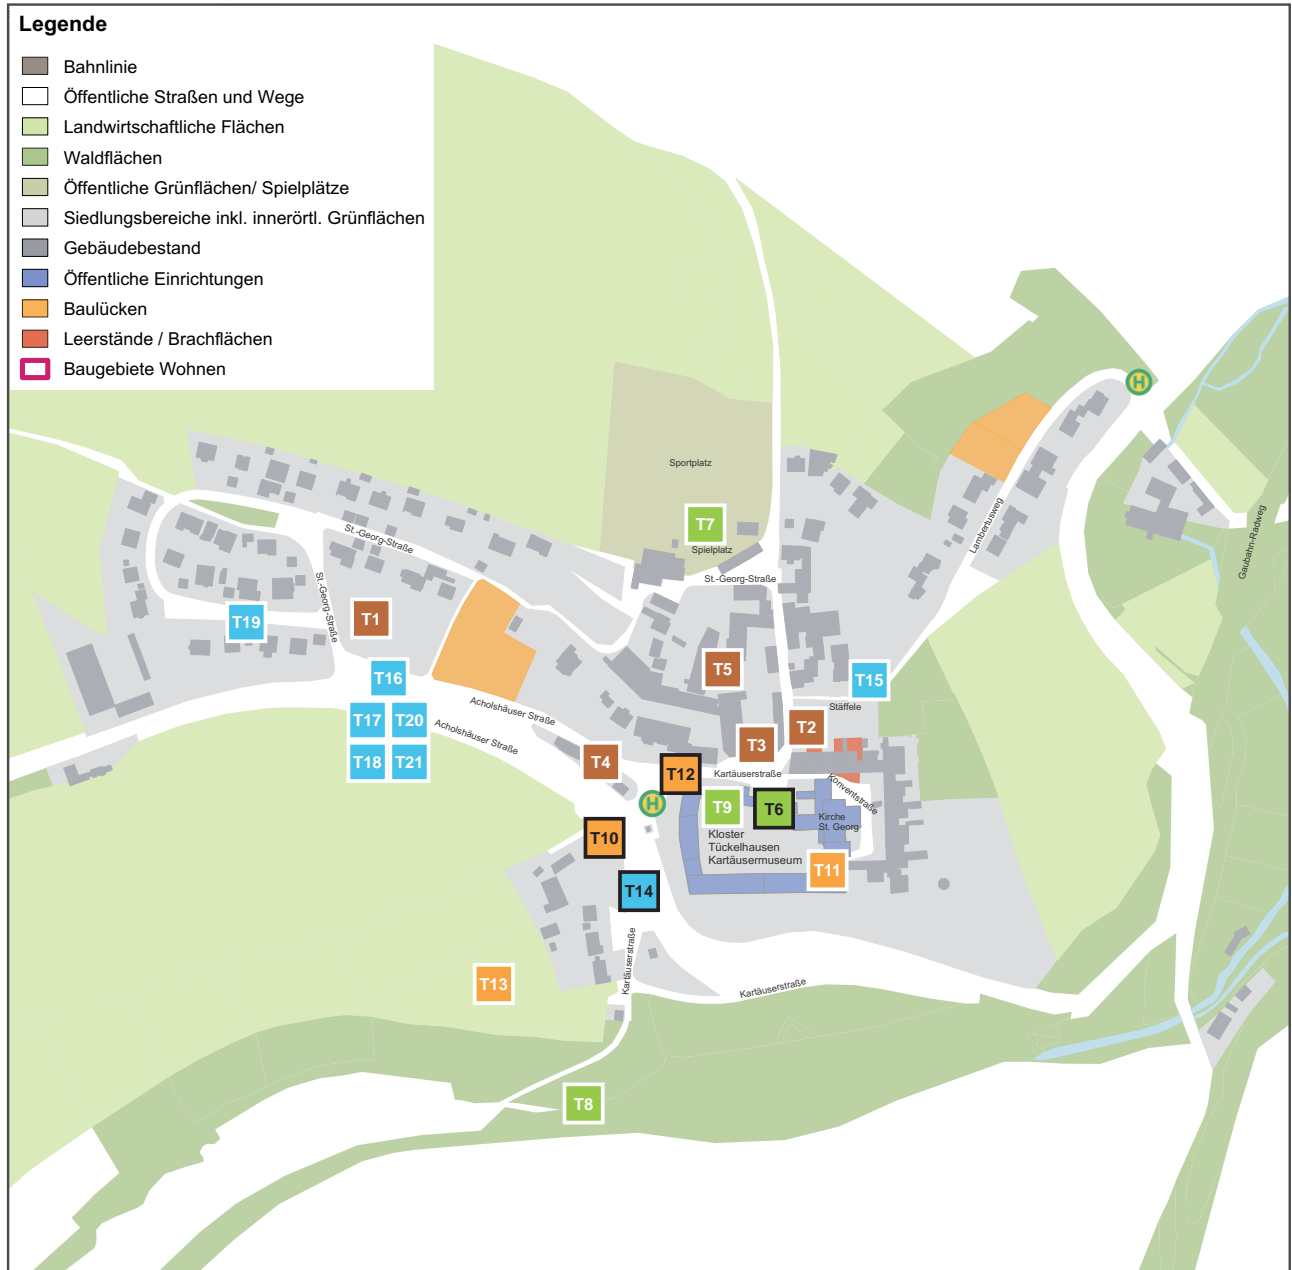 Legende
Bahnlinie
Öffentliche Straßen und Wege
Landwirtschaftliche Flächen
Waldflächen
Öffentliche Grünflächen/ Spielplätze
Siedlungsbereiche inkl. innerörtl. Grünflächen
Gebäudebestand
Öffentliche Einrichtungen
Baulücken
Leerstände / Brachflächen
Baugebiete Wohnen
H
Sportplatz
T7
Spielplatz
St.-Georg-Straße
St.-Georg-Straße
St.-Georg-Straße
Lambertusweg
Gaubahn-Radweg
T19
T1
T16
T17
T20
T18
T21
T5
T15
Stäffele
Acholshäuser Straße
Acholshäuser Straße
T2
T3
T4
T12
Kartäuserstraße
Konventstraße
H
T9
T6
Kirche
St. Georg
T10
Kloster
Tückelhausen
Kartäusermuseum
T11
T14
Kartäuserstraße
Kartäuserstraße
T13
T8